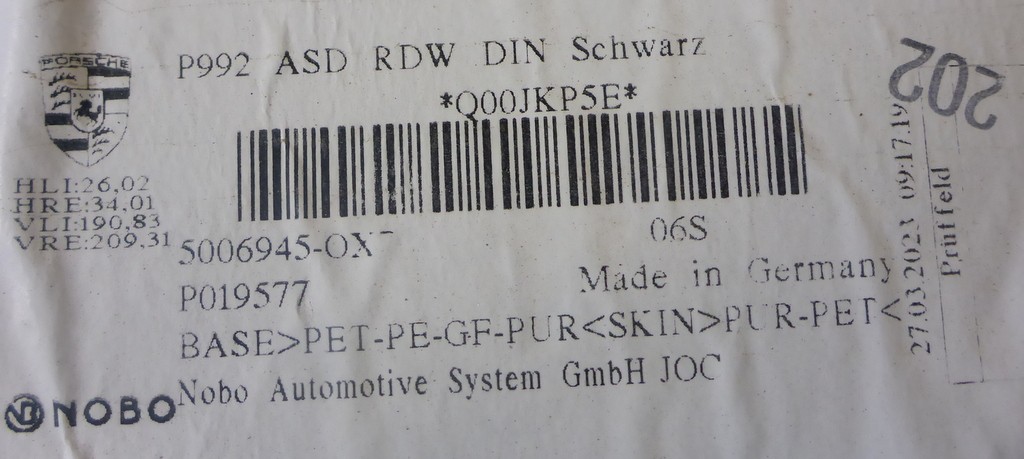 PORSCHE
P992 ASD RDW DIN Schwarz
*Q00JKP5E*
HLI:26,02
HRE:34,01
VLI:190,83
VRE:209,31
5006945-OX
06S
P019577
Made in Germany
BASE>PET-PE-GF-PUR<SKIN>PUR-PET<
Nobo Automotive System GmbH JOC
NOBO
27.03.2023 09:17.19
Prüffeld
202